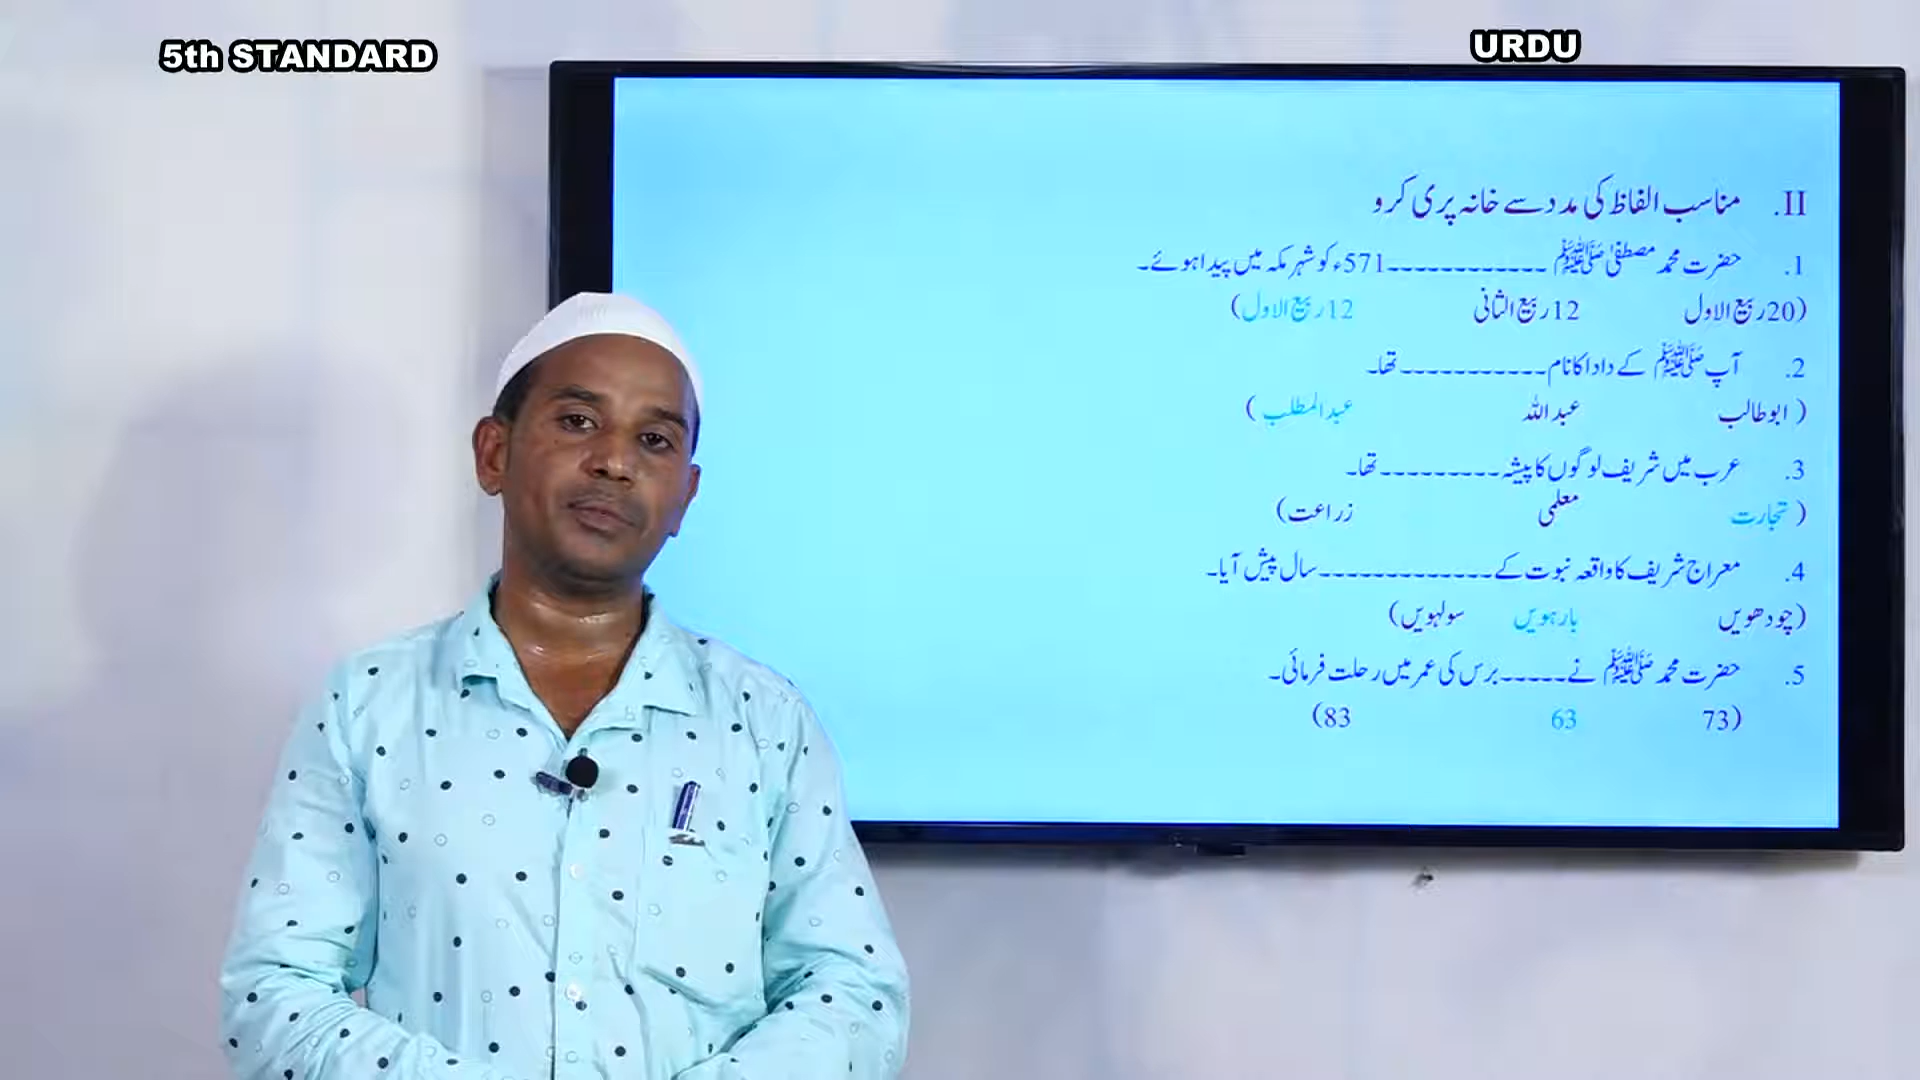 5th STANDARD
URDU
II. مناسب الفاظ کی مدد سے خانہ پری کرو
1. حضرت محمد مصطفیٰ ﷺ ------------ 571ء کو شہر مکہ میں پیدا ہوئے۔
(20 ربیع الاول 12 ربیع الثانی 12 ربیع الاول)
2. آپ ﷺ کے دادا کا نام ----------- تھا۔
( ابو طالب عبد اللہ عبد المطلب )
3. عرب میں شریف لوگوں کا پیشہ --------- تھا۔
( تجارت معلمی زراعت)
4. معراج شریف کا واقعہ نبوت کے ------------- سال پیش آیا۔
(چودھویں بارہویں سولہویں)
5. حضرت محمد ﷺ نے ----- برس کی عمر میں رحلت فرمائی۔
(73 63 83)